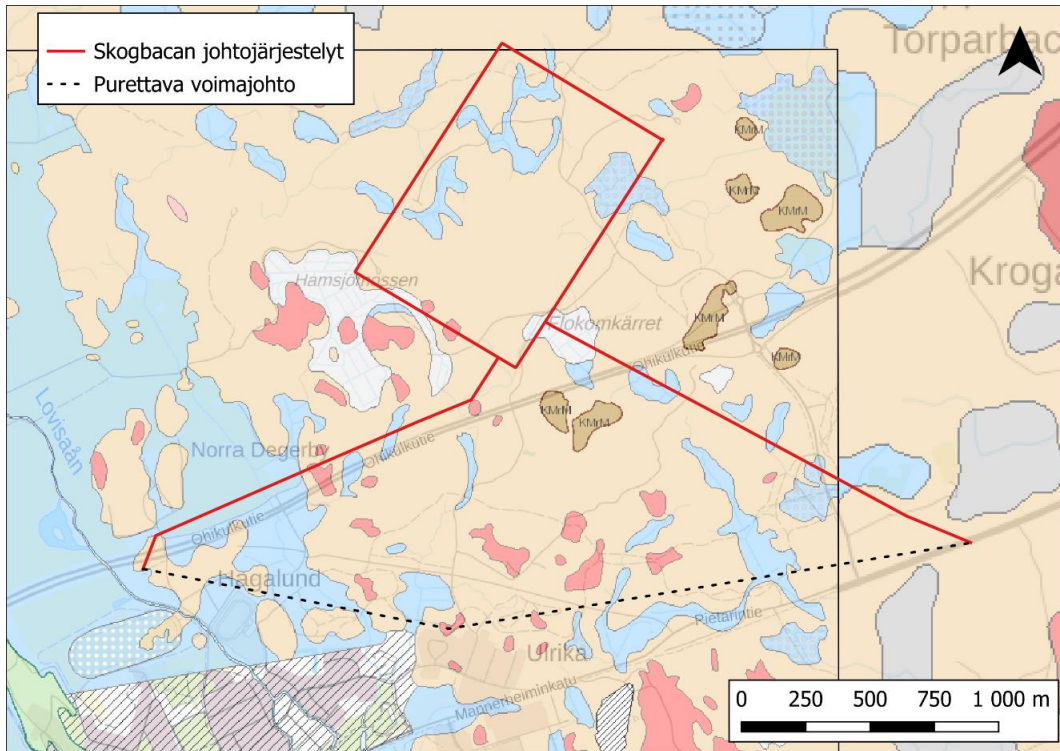 Skogbacan johtojärjestelyt
Purettava voimajohto
Torparbac
KMrM
KMrM
KMrM
Kroga
Hamsjömossen
Flokomkärret
KMrM
Ohikulkutie
KMrM
KMrM
KMrM
Lovisaån
Norra Degerby
Ohikulkutie
Ohikulkutie
Hagalund
Pietarintie
Ulrika
Mannerheiminkatu
0 250 500 750 1 000 m